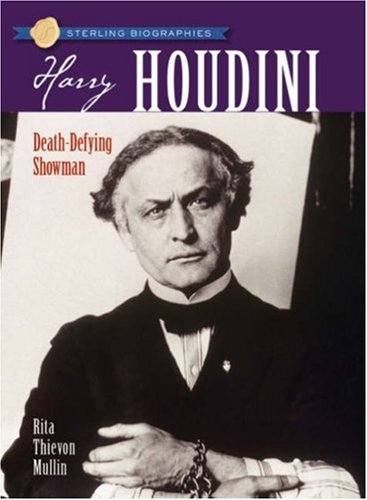 STERLING BIOGRAPHIES
Harry HOUDINI
Death-Defying
Showman
Rita
Thievon
Mullin